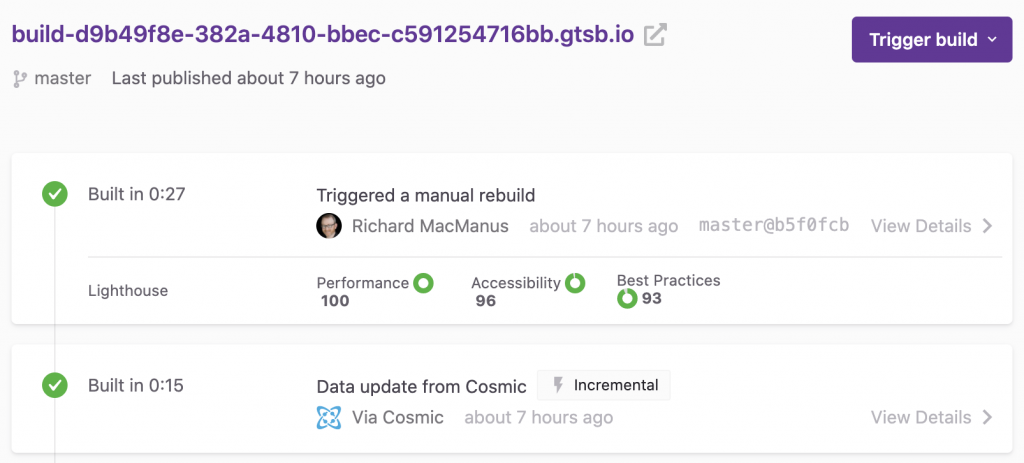 build-d9b49f8e-382a-4810-bbec-c591254716bb.gtsb.io
Trigger build
master Last published about 7 hours ago
Built in 0:27 Triggered a manual rebuild
Richard MacManus about 7 hours ago master@b5f0fcb View Details
Lighthouse Performance 100 Accessibility 96 Best Practices 93
Built in 0:15 Data update from Cosmic Incremental
Via Cosmic about 7 hours ago View Details